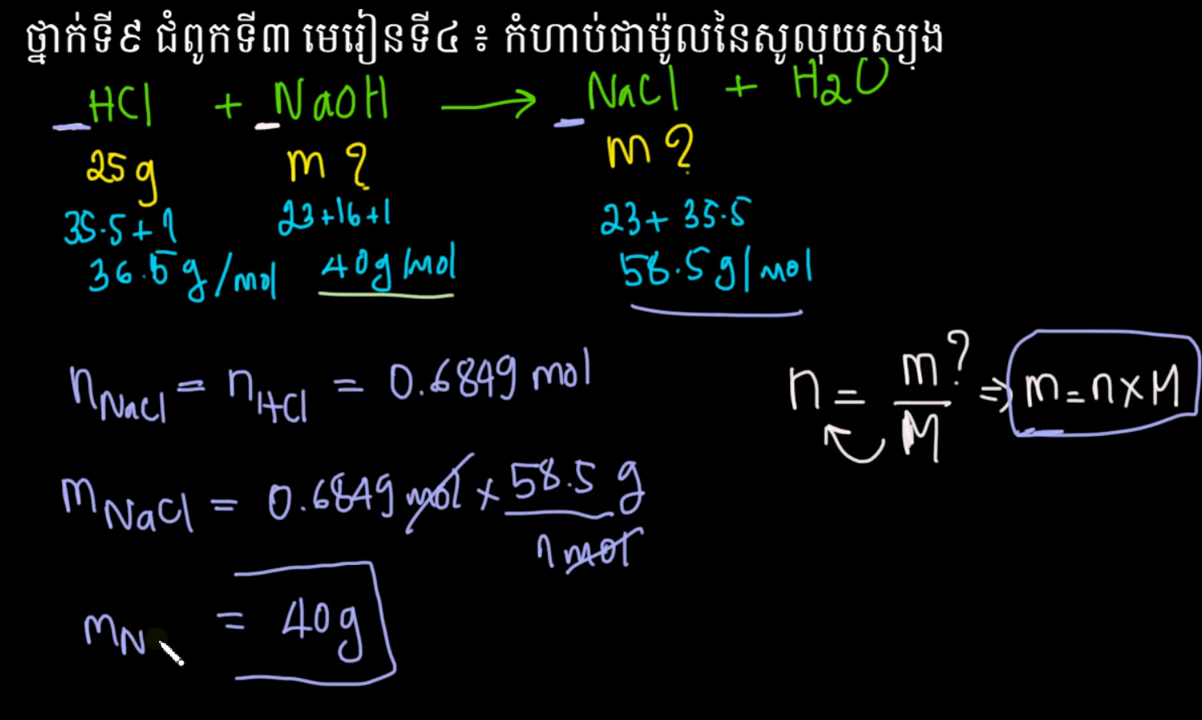 ថ្នាក់ទី៩ ជំពូកទី៣ មេរៀនទី៤ ៖ កំហាប់ជាម៉ូលនៃសូលុយស្យុង
_HCl + _NaOH → _NaCl + H2O
25g m? m?
35.5+1 23+16+1 23+35.5
36.5g/mol 40g/mol 58.5g/mol
nNaCl = nHCl = 0.6849 mol
n = m?/M ⇒ m=n×M
mNaCl = 0.6849 mol × 58.5 g / 1 mol
mN = 40g